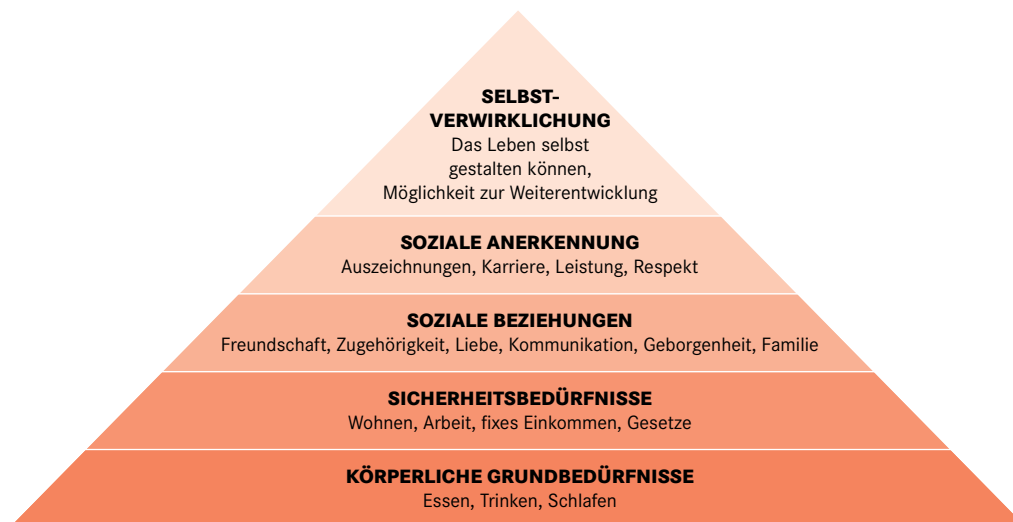 SELBST-
VERWIRKLICHUNG
Das Leben selbst
gestalten können,
Möglichkeit zur Weiterentwicklung
SOZIALE ANERKENNUNG
Auszeichnungen, Karriere, Leistung, Respekt
SOZIALE BEZIEHUNGEN
Freundschaft, Zugehörigkeit, Liebe, Kommunikation, Geborgenheit, Familie
SICHERHEITSBEDÜRFNISSE
Wohnen, Arbeit, fixes Einkommen, Gesetze
KÖRPERLICHE GRUNDBEDÜRFNISSE
Essen, Trinken, Schlafen